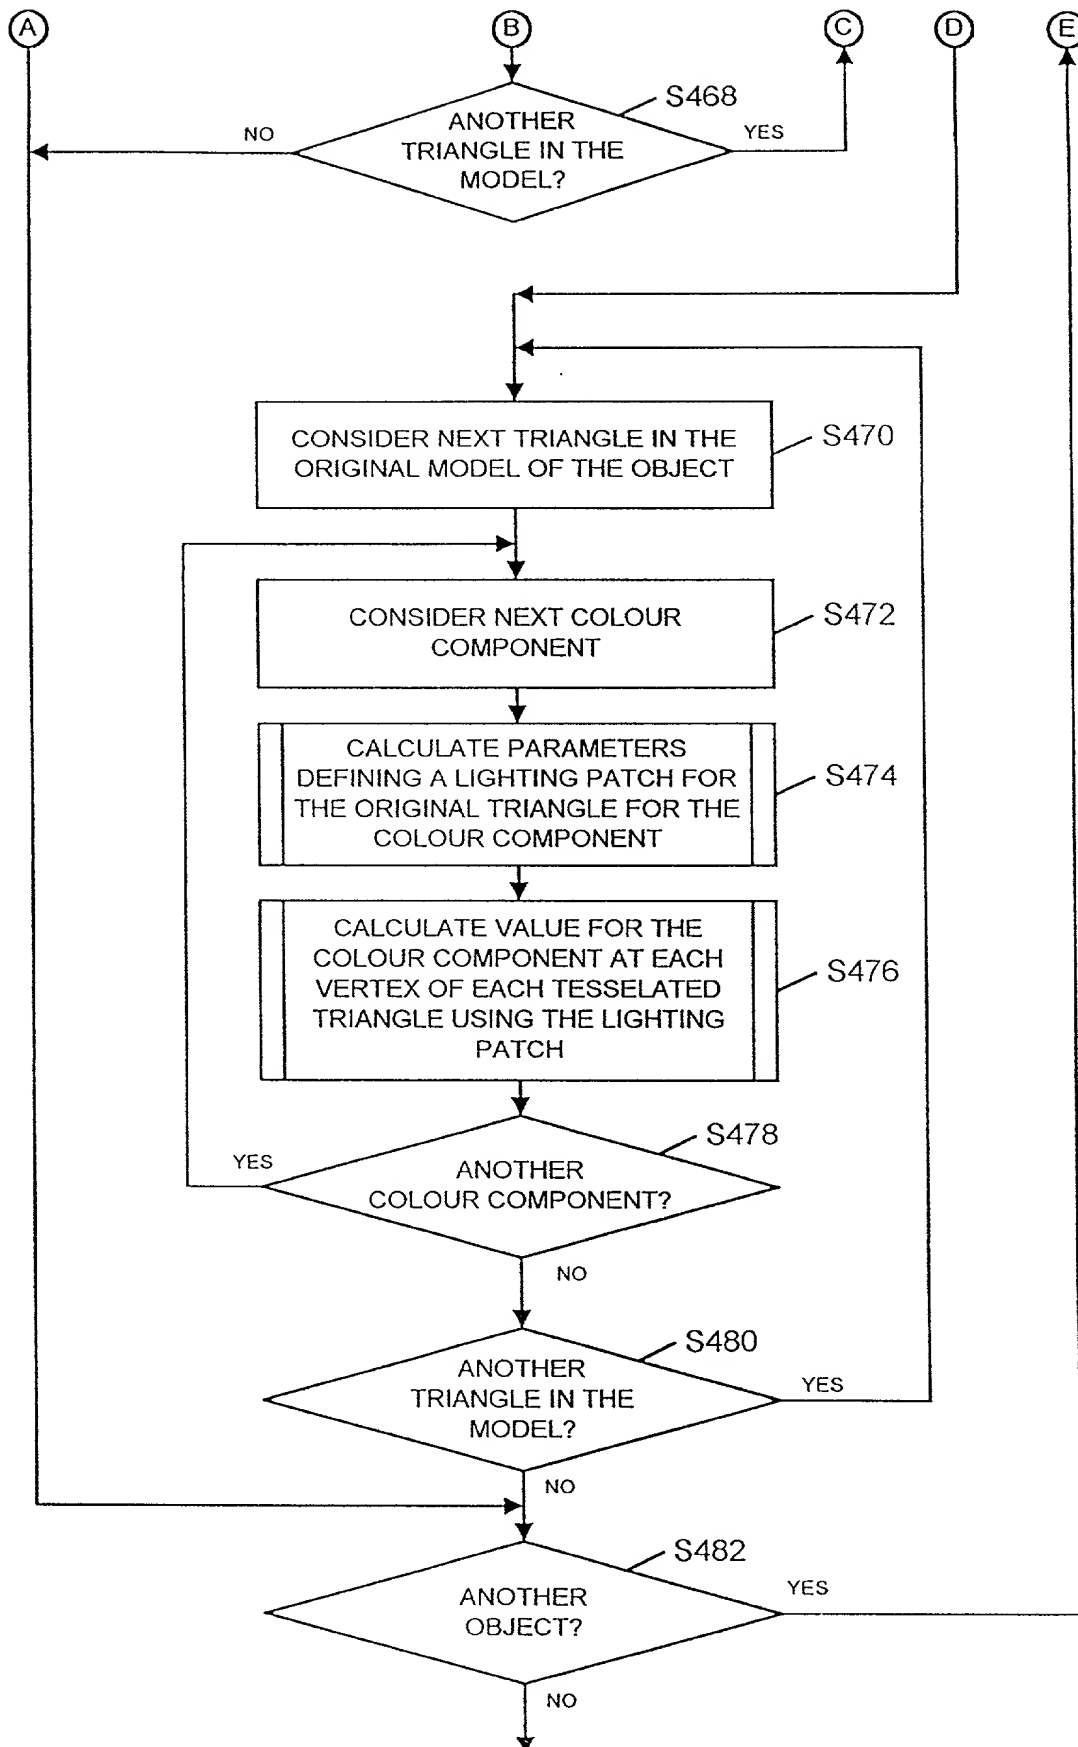 A
B
C
D
E
S468
ANOTHER
TRIANGLE IN THE
MODEL?
NO
YES
CONSIDER NEXT TRIANGLE IN THE
ORIGINAL MODEL OF THE OBJECT
S470
CONSIDER NEXT COLOUR
COMPONENT
S472
CALCULATE PARAMETERS
DEFINING A LIGHTING PATCH FOR
THE ORIGINAL TRIANGLE FOR THE
COLOUR COMPONENT
S474
CALCULATE VALUE FOR THE
COLOUR COMPONENT AT EACH
VERTEX OF EACH TESSELATED
TRIANGLE USING THE LIGHTING
PATCH
S476
S478
YES
ANOTHER
COLOUR COMPONENT?
NO
S480
ANOTHER
TRIANGLE IN THE
MODEL?
YES
NO
S482
ANOTHER
OBJECT?
YES
NO